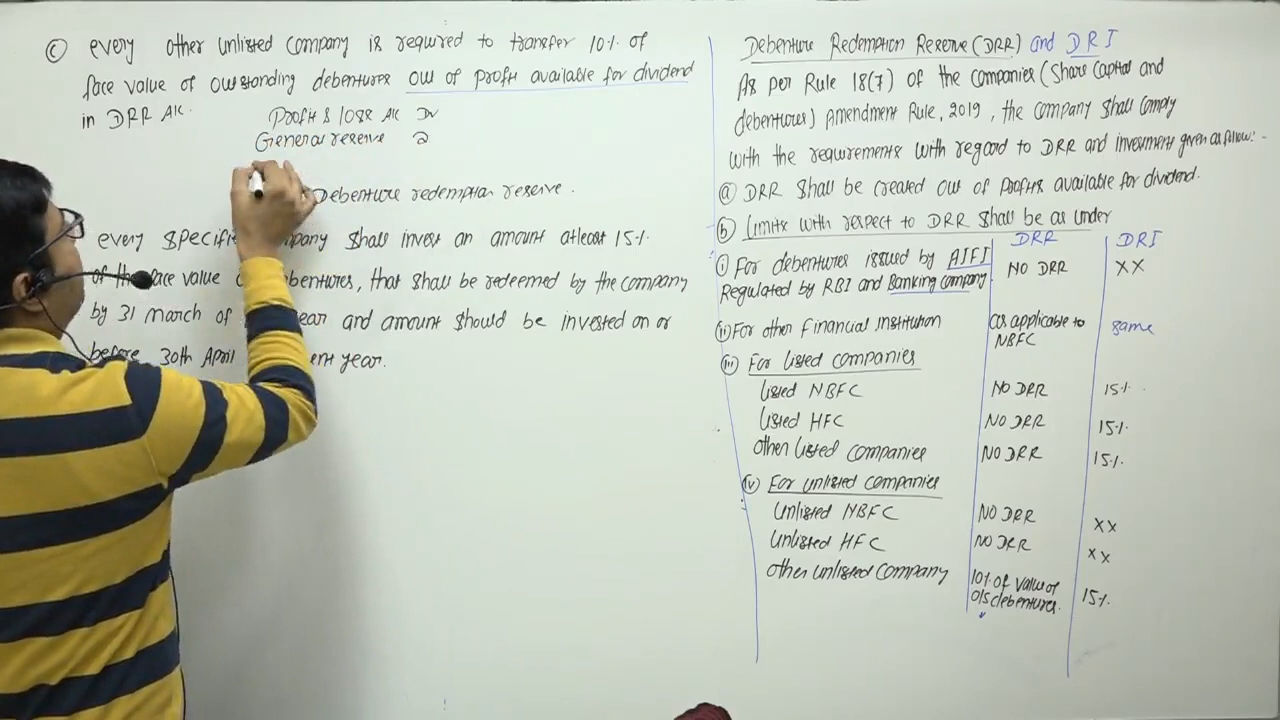 (c) every other unlisted company is required to transfer 10% of
face value of outstanding debentures out of profit available for dividend
in DRR A/c.
Profit & loss A/c Dr
General reserve
Debenture redemption reserve.
every specifi mpany shall invest an amount atleast 15%
of the face value bentures, that shall be redeemed by the company
by 31 march of ear and amount should be invested on or
before 30th April ent year.
Debenture Redemption Reserve (DRR) and DRI
As per Rule 18(7) of the companies (Share Capital and
debentures) Amendment Rule, 2019, the company shall comply
with the requirements with regard to DRR and investment given as follow:-
(a) DRR shall be created out of profits available for dividend.
(b) Limits with respect to DRR shall be as under
DRR DRI
(i) For debentures issued by AIFI
Regulated by RBI and Banking company. NO DRR XX
(ii) For other Financial Institution as applicable to NBFC same
(iii) For listed companies
listed NBFC NO DRR 15%
listed HFC NO DRR 15%
Other listed companies NO DRR 15%.
(iv) For unlisted companies
Unlisted NBFC NO DRR XX
Unlisted HFC NO DRR XX
Other unlisted company 10% of value of
o/s debentures. 15%